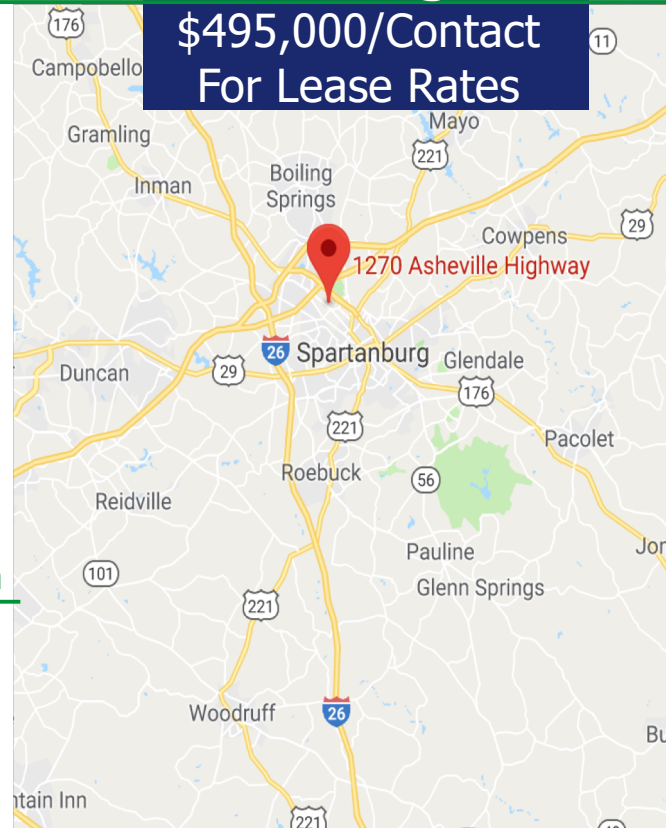 $495,000/Contact
For Lease Rates
176
11
Campobello
Mayo
Gramling
221
Boiling
Springs
Inman
29
Cowpens
1270 Asheville Highway
26
Spartanburg
Glendale
29
Duncan
176
221
Pacolet
Roebuck
56
Reidville
Pauline
101
Glenn Springs
221
Woodruff
26
221